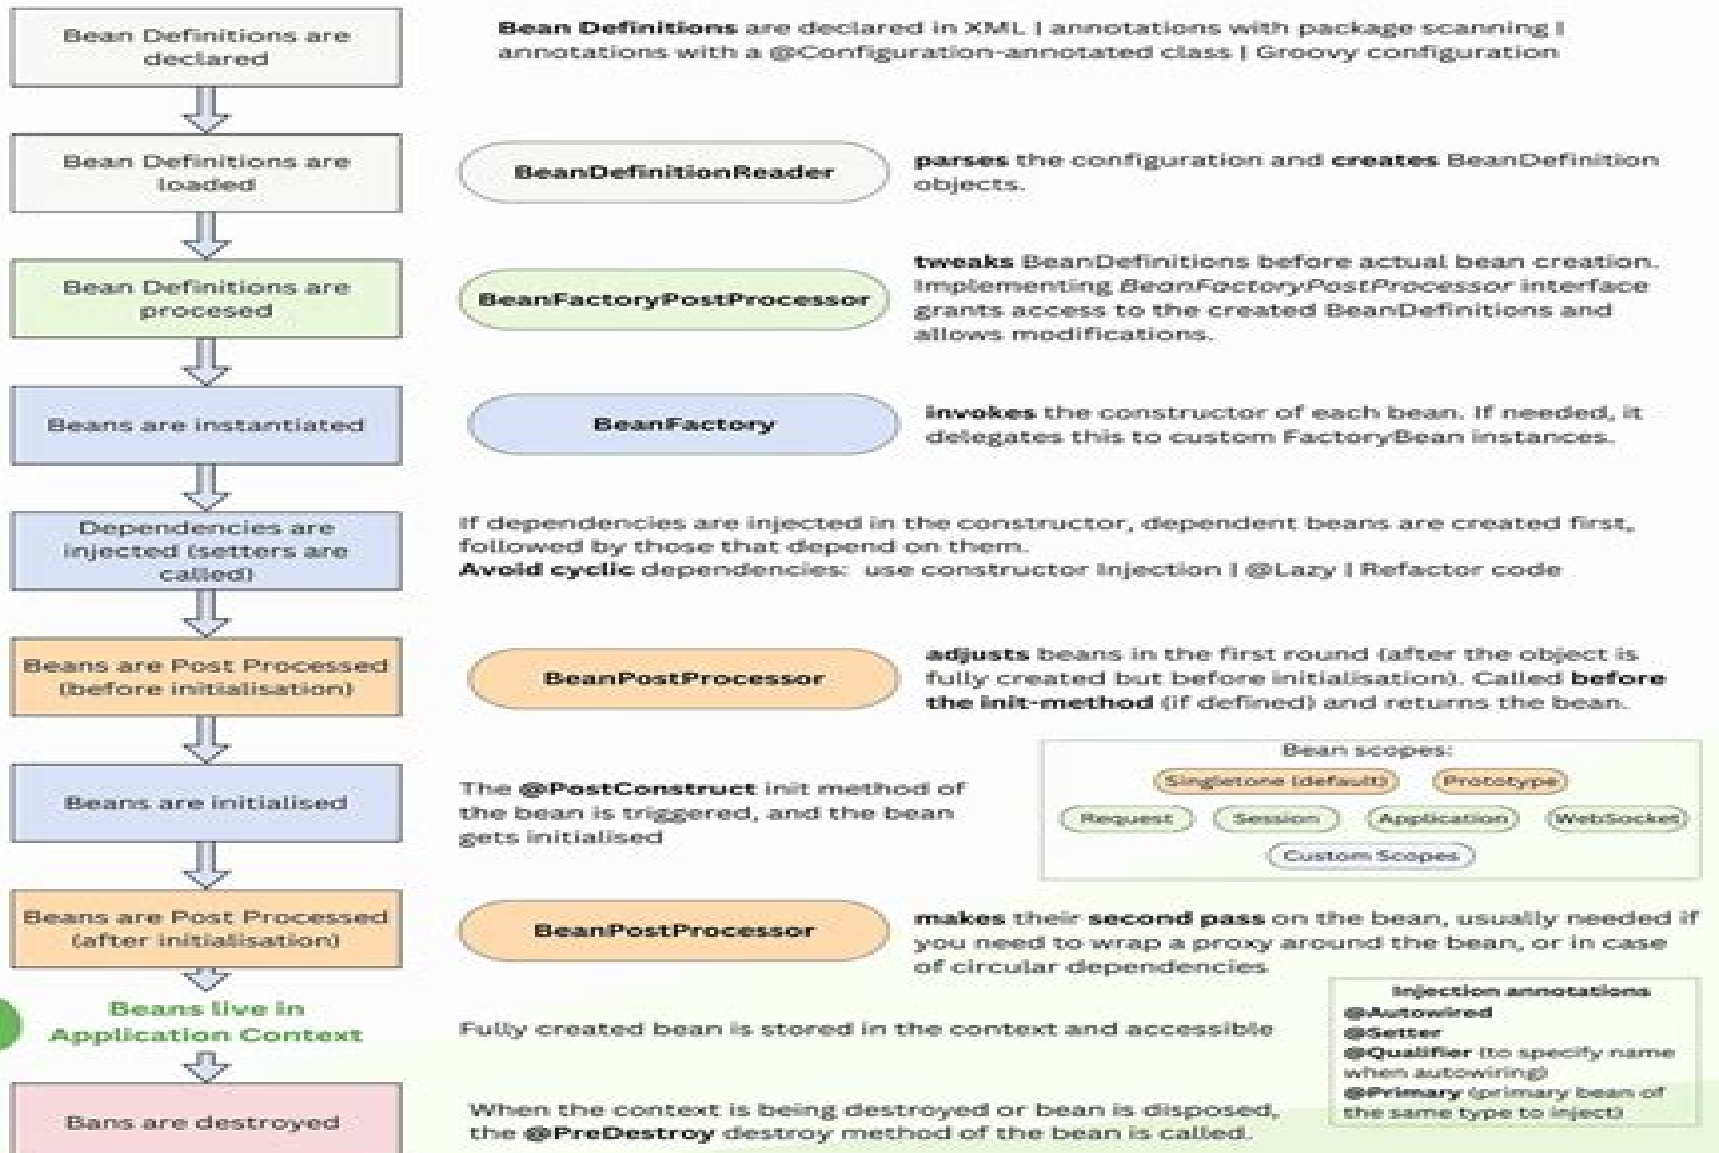 Bean Definitions are
declared
Bean Definitions are declared in XML | annotations with package scanning |
annotations with a @Configuration-annotated class | Groovy configuration
Bean Definitions are
loaded
BeanDefinitionReader
parses the configuration and creates BeanDefinition
objects.
Bean Definitions are
procesed
BeanFactoryPostProcessor
tweaks BeanDefinitions before actual bean creation.
Implementing BeanFactoryPostProcessor interface
grants access to the created BeanDefinitions and
allows modifications.
Beans are instantiated
BeanFactory
invokes the constructor of each bean. If needed, it
delegates this to custom FactoryBean instances.
Dependencies are
injected (setters are
called)
If dependencies are injected in the constructor, dependent beans are created first,
followed by those that depend on them.
Avoid cyclic dependencies: use constructor Injection | @Lazy | Refactor code
Beans are Post Processed
(before initialisation)
BeanPostProcessor
adjusts beans in the first round (after the object is
fully created but before initialisation). Called before
the init-method (if defined) and returns the bean.
Beans are initialised
The @PostConstruct init method of
the bean is triggered, and the bean
gets initialised
Bean scopes:
Singletone (default)
Prototype
Request
Session
Application
WebSocket
Custom Scopes
Beans are Post Processed
(after initialisation)
BeanPostProcessor
makes their second pass on the bean, usually needed if
you need to wrap a proxy around the bean, or in case
of circular dependencies
Beans live in
Application Context
Fully created bean is stored in the context and accessible
Injection annotations
@Autowired
@Setter
@Qualifier (to specify name
when autowiring)
@Primary (primary bean of
the same type to inject)
Bans are destroyed
When the context is being destroyed or bean is disposed,
the @PreDestroy destroy method of the bean is called.